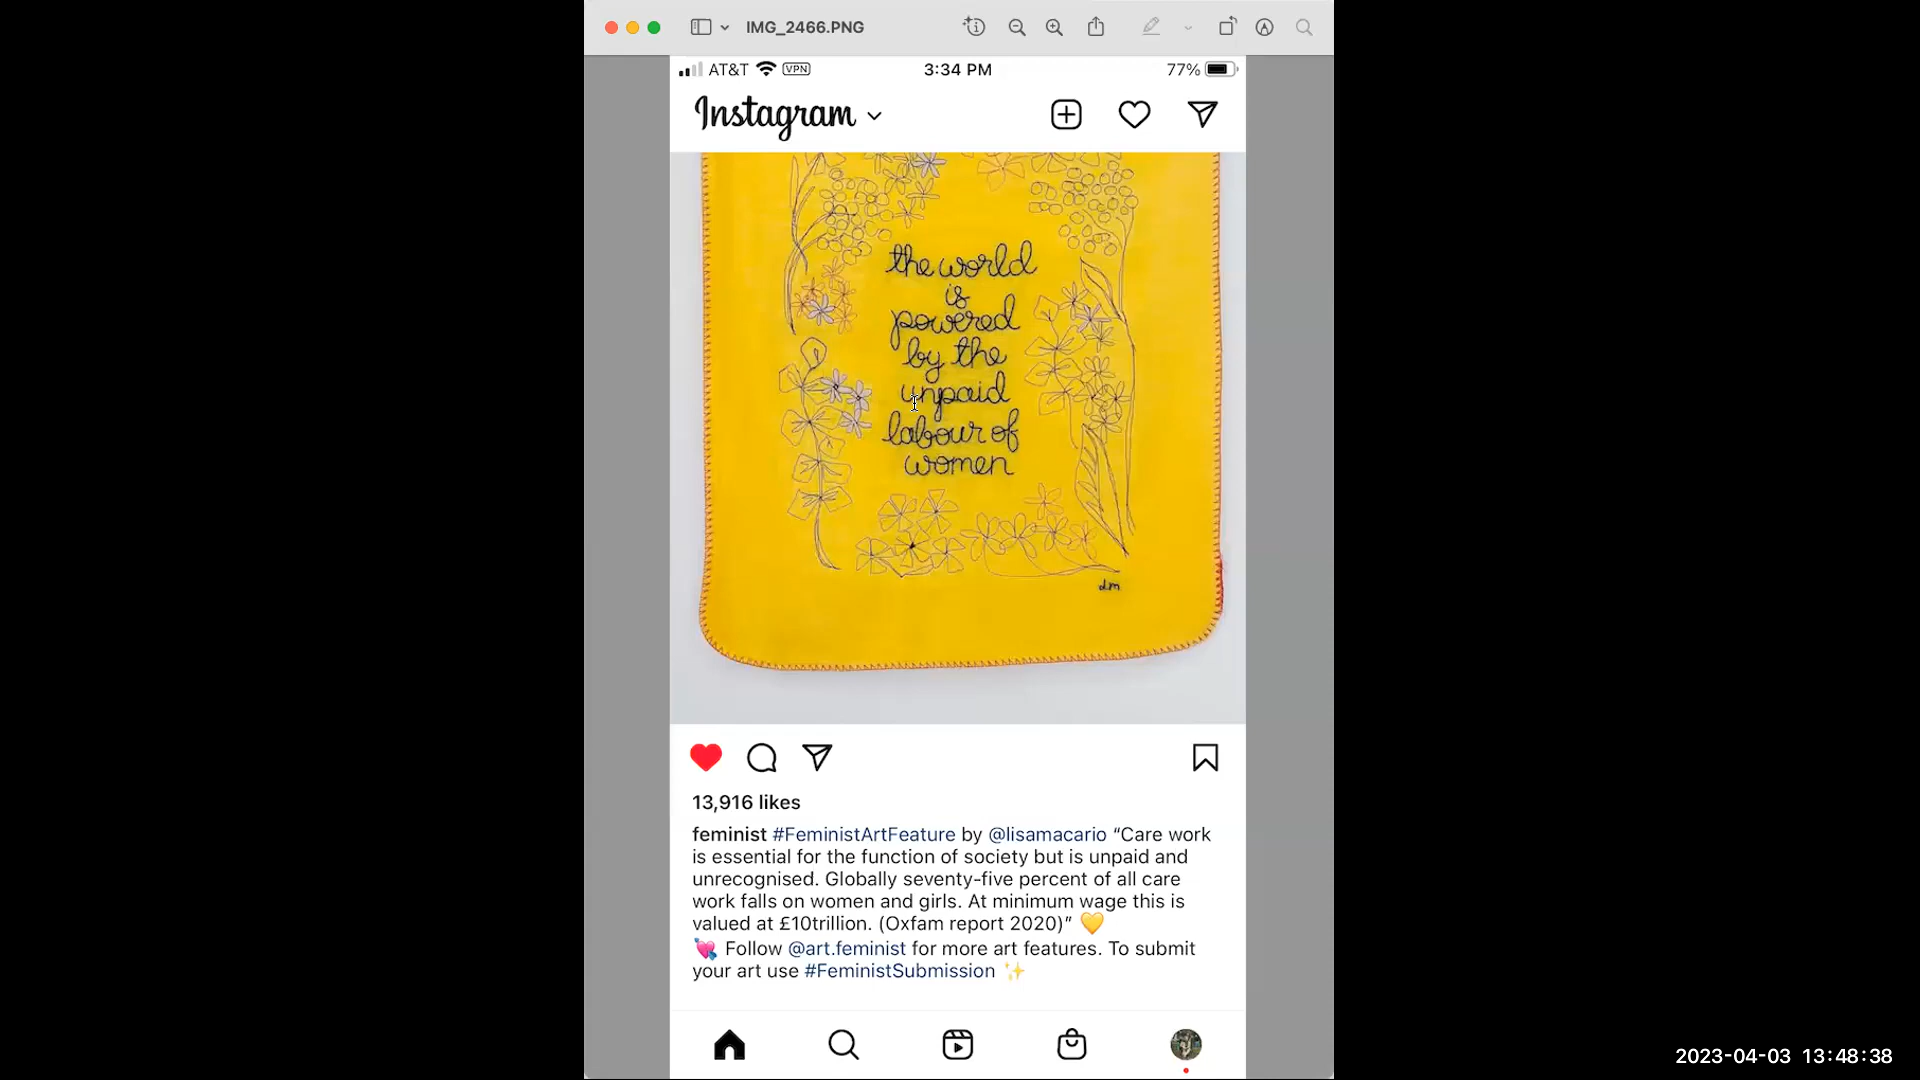 IMG_2466.PNG
AT&T VPN 3:34 PM 77%
Instagram
the world
is
powered
by the
unpaid
labour of
women
LM
13,916 likes
feminist #FeministArtFeature by @lisamacario “Care work
is essential for the function of society but is unpaid and
unrecognised. Globally seventy-five percent of all care
work falls on women and girls. At minimum wage this is
valued at £10trillion. (Oxfam report 2020)” 💛
💘 Follow @art.feminist for more art features. To submit
your art use #FeministSubmission ✨
2023-04-03 13:48:38